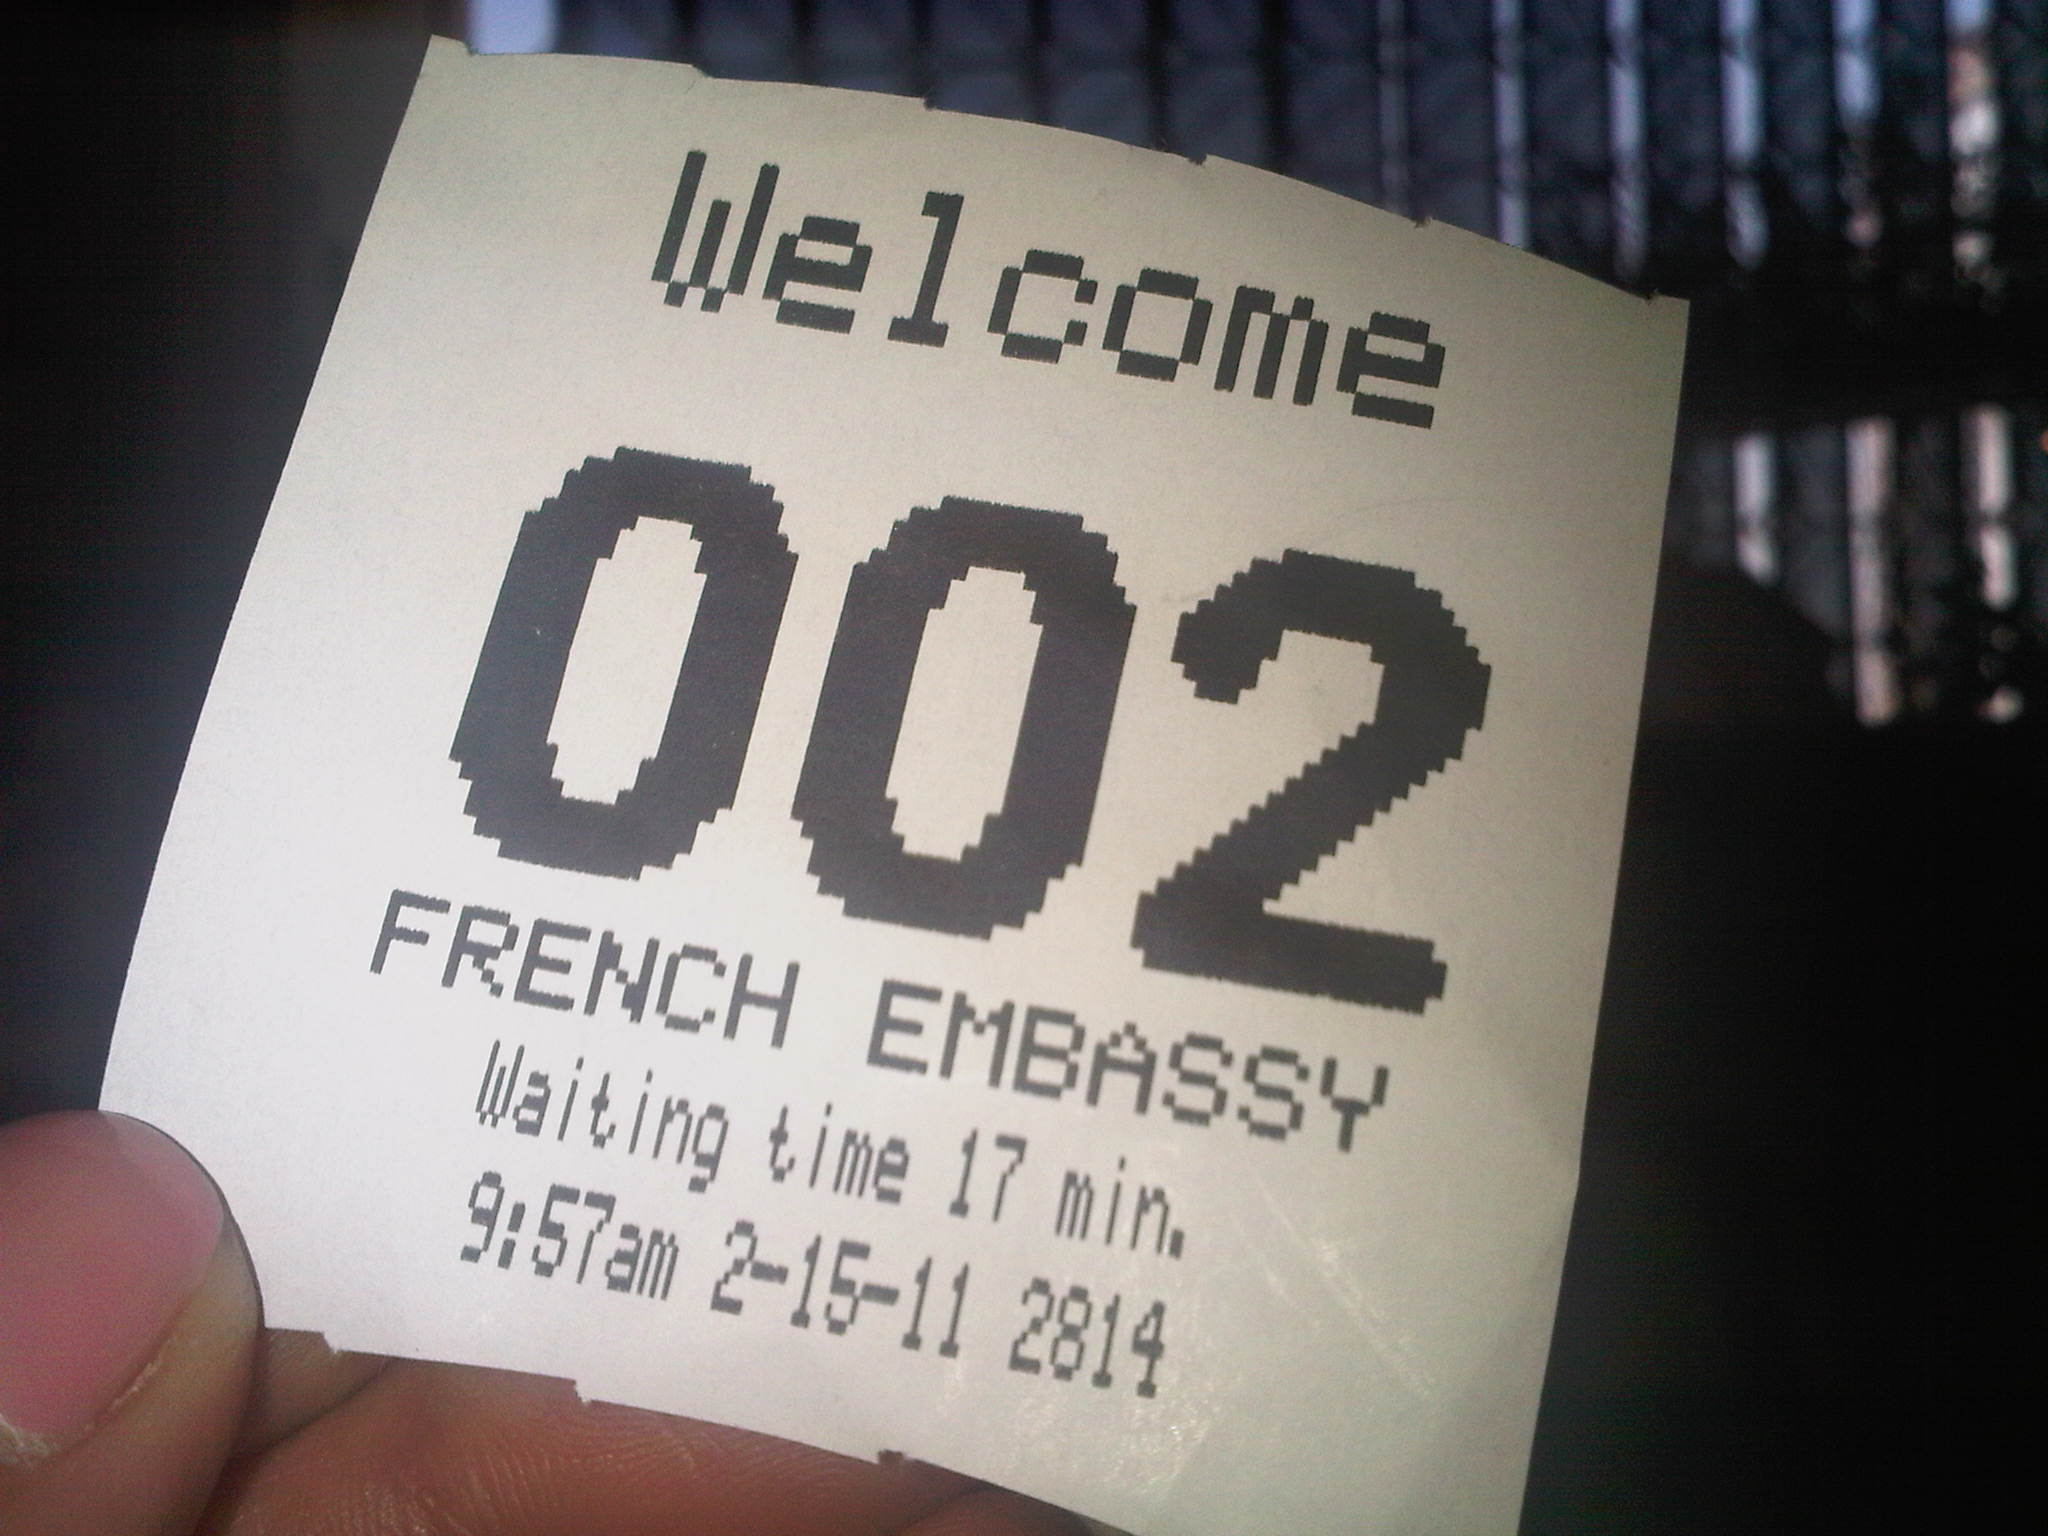 Welcome
002
FRENCH EMBASSY
Waiting time 17 min.
9:57am 2-15-11 2814